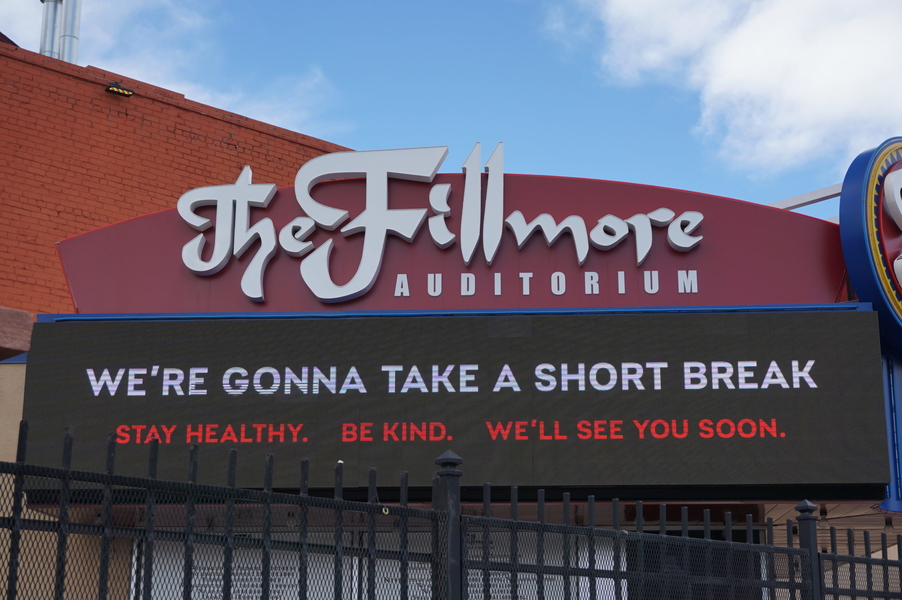 The Fillmore
AUDITORIUM
WE'RE GONNA TAKE A SHORT BREAK
STAY HEALTHY. BE KIND. WE'LL SEE YOU SOON.